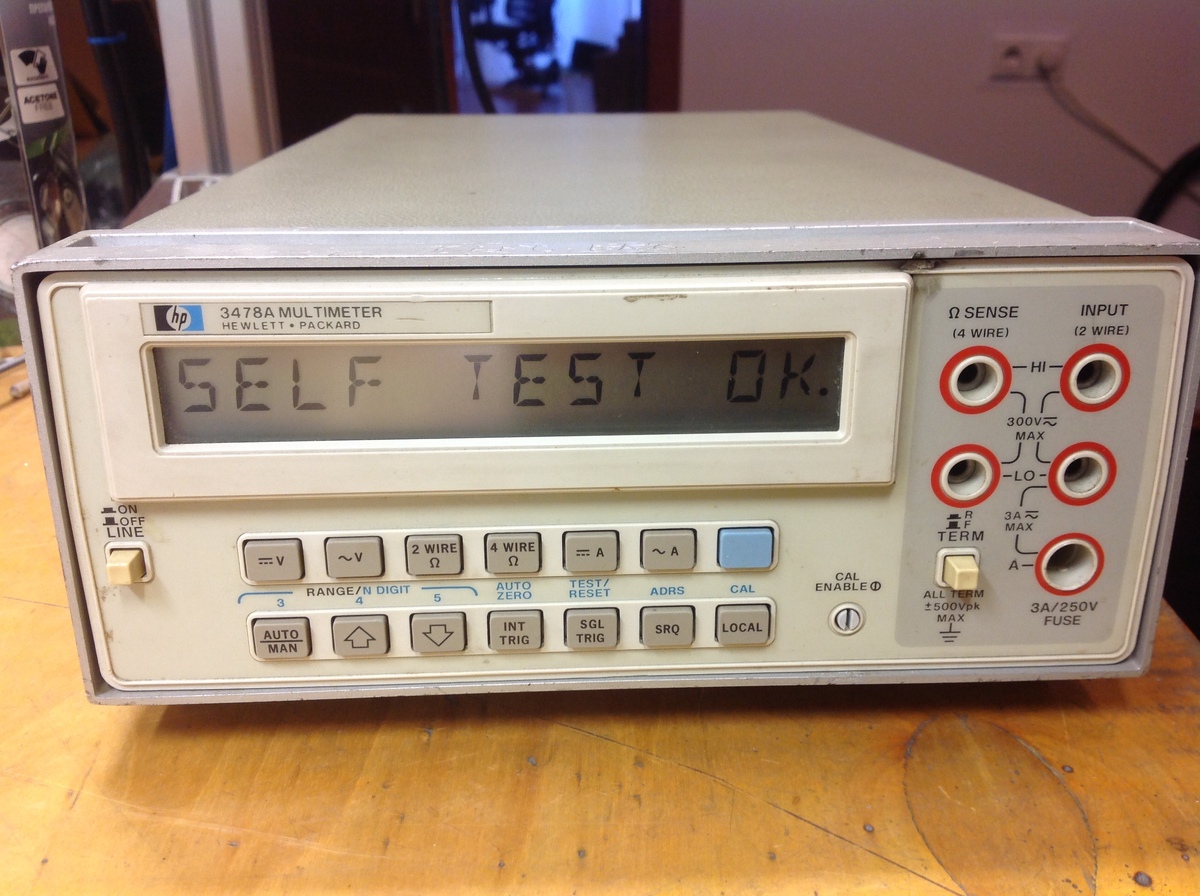 ACETONE
FREE
hp
3478A MULTIMETER
HEWLETT • PACKARD
SELF TEST OK.
Ω SENSE
(4 WIRE)
INPUT
(2 WIRE)
HI
300V⎓~
MAX
LO
3A⎓~
MAX
A
3A/250V
FUSE
R
F
TERM
ALL TERM
±500Vpk
MAX
ON
OFF
LINE
⎓V
~V
2 WIRE
Ω
4 WIRE
Ω
⎓A
~A
RANGE/N DIGIT
3
4
5
AUTO
ZERO
TEST/
RESET
ADRS
CAL
AUTO
MAN
INT
TRIG
SGL
TRIG
SRQ
LOCAL
CAL
ENABLE